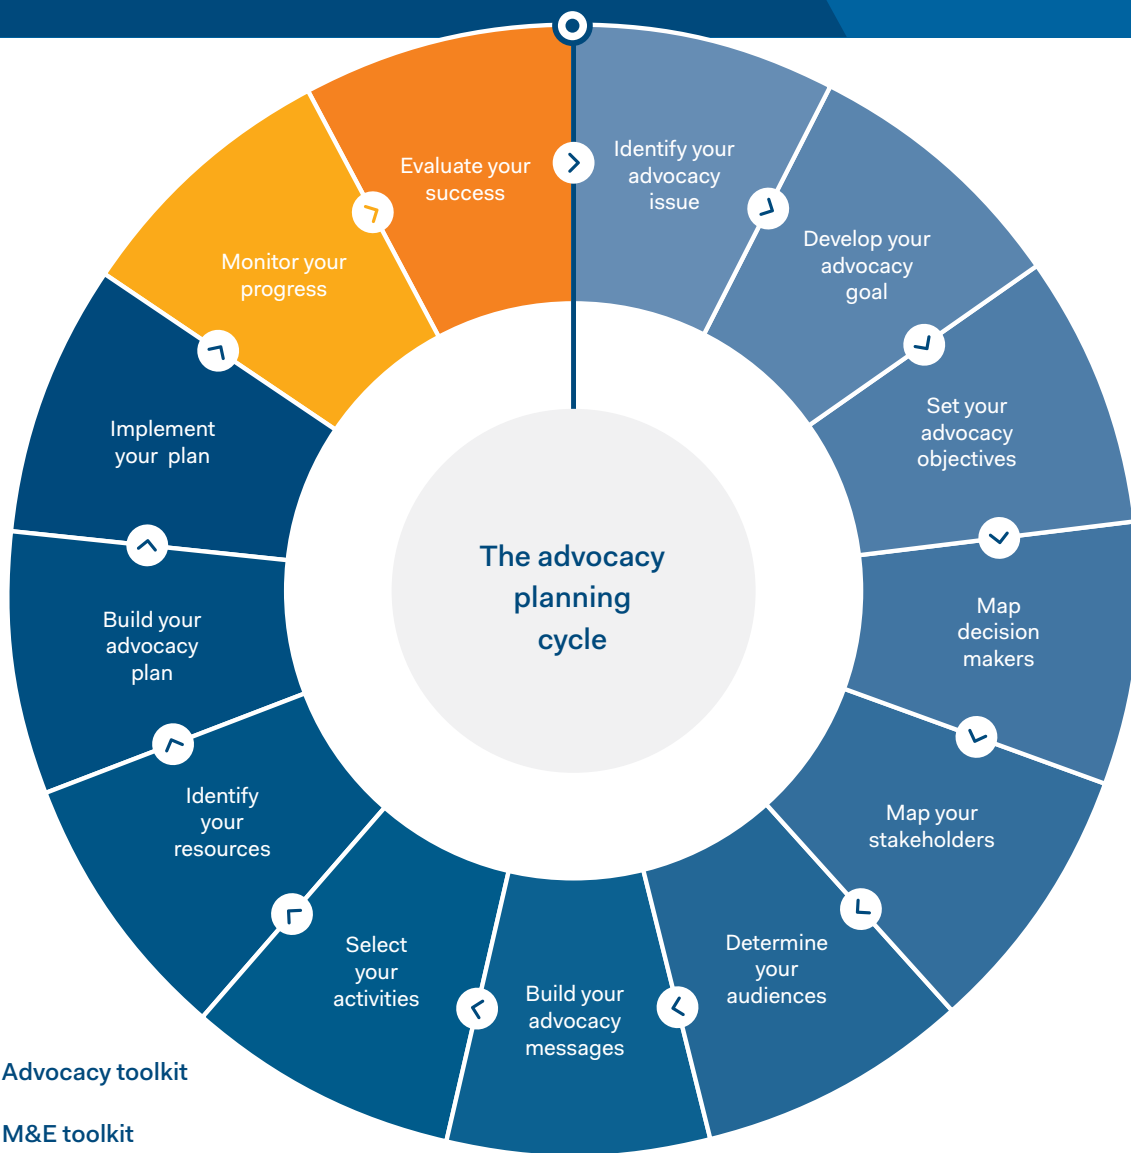 Identify your
advocacy
issue
Develop your
advocacy
goal
Set your
advocacy
objectives
Map
decision
makers
Map your
stakeholders
Determine
your
audiences
Build your
advocacy
messages
Select
your
activities
Identify
your
resources
Build your
advocacy
plan
Implement
your plan
Monitor your
progress
Evaluate your
success
The advocacy
planning
cycle
Advocacy toolkit
M&E toolkit